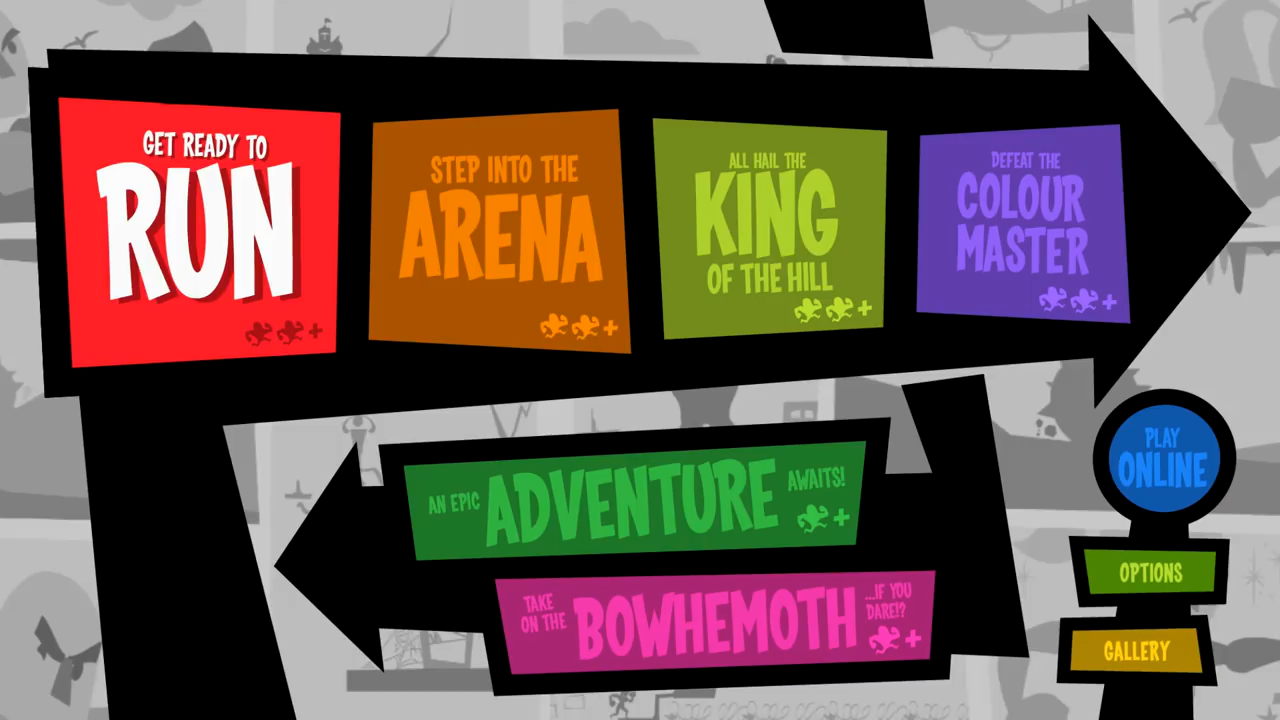 GET READY TO
RUN
+
STEP INTO THE
ARENA
+
ALL HAIL THE
KING
OF THE HILL
+
DEFEAT THE
COLOUR
MASTER
+
AN EPIC ADVENTURE AWAITS!
+
TAKE
ON THE
BOWHEMOTH
...IF YOU
DARE!?
+
PLAY
ONLINE
OPTIONS
GALLERY